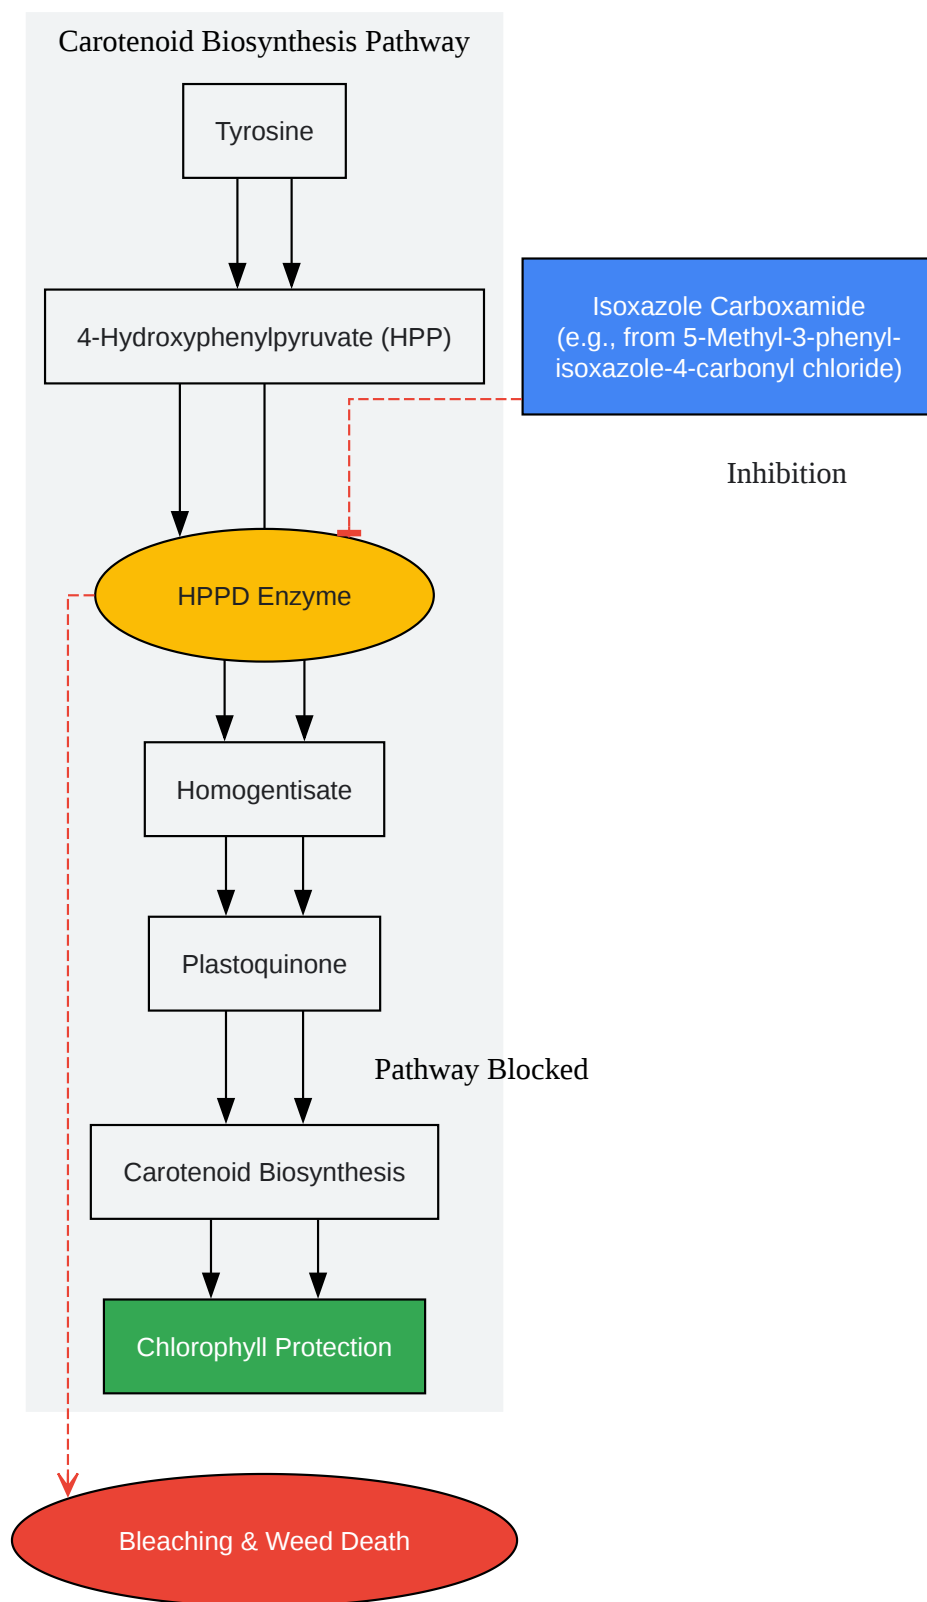 Carotenoid Biosynthesis Pathway
Tyrosine
4-Hydroxyphenylpyruvate (HPP)
Isoxazole Carboxamide
(e.g., from 5-Methyl-3-phenyl-
isoxazole-4-carbonyl chloride)
Inhibition
HPPD Enzyme
Homogentisate
Plastoquinone
Pathway Blocked
Carotenoid Biosynthesis
Chlorophyll Protection
Bleaching & Weed Death